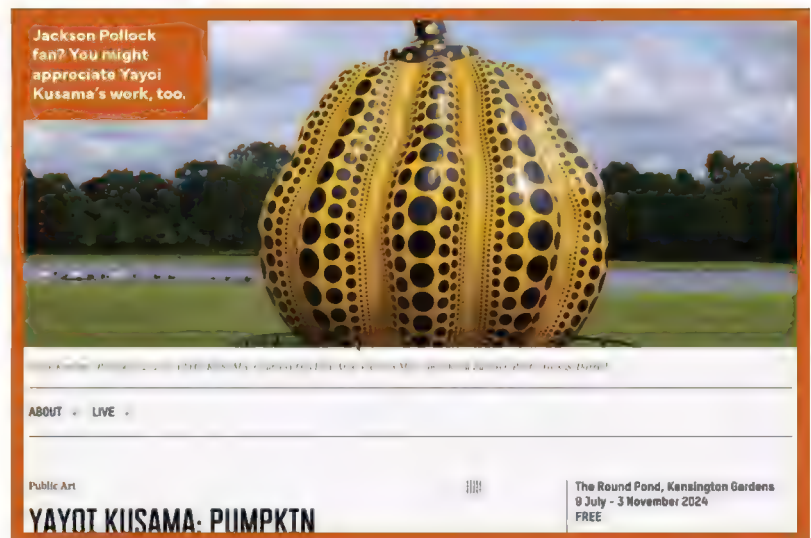 Jackson Pollock
fan? You might
appreciate Yayoi
Kusama's work, too.
ABOUT
LIVE
Public Art
The Round Pond, Kensington Gardens
9 July - 3 November 2024
FREE
YAYOI KUSAMA: PUMPKIN